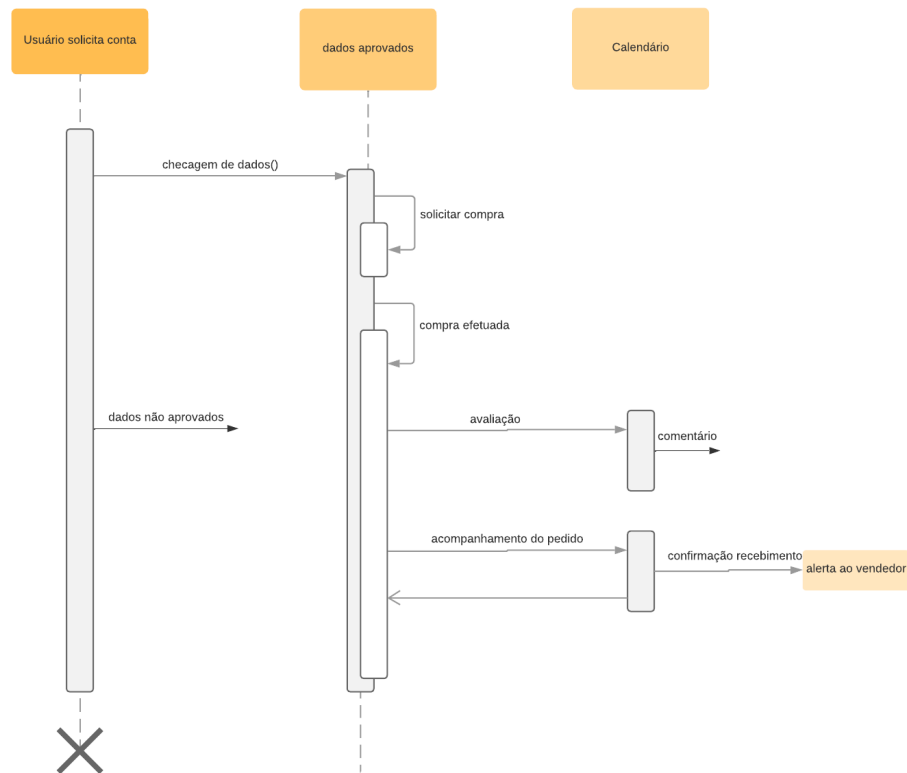 Usuário solicita conta
dados aprovados
Calendário
checagem de dados()
solicitar compra
compra efetuada
dados não aprovados
avaliação
comentário
acompanhamento do pedido
confirmação recebimento
alerta ao vendedor